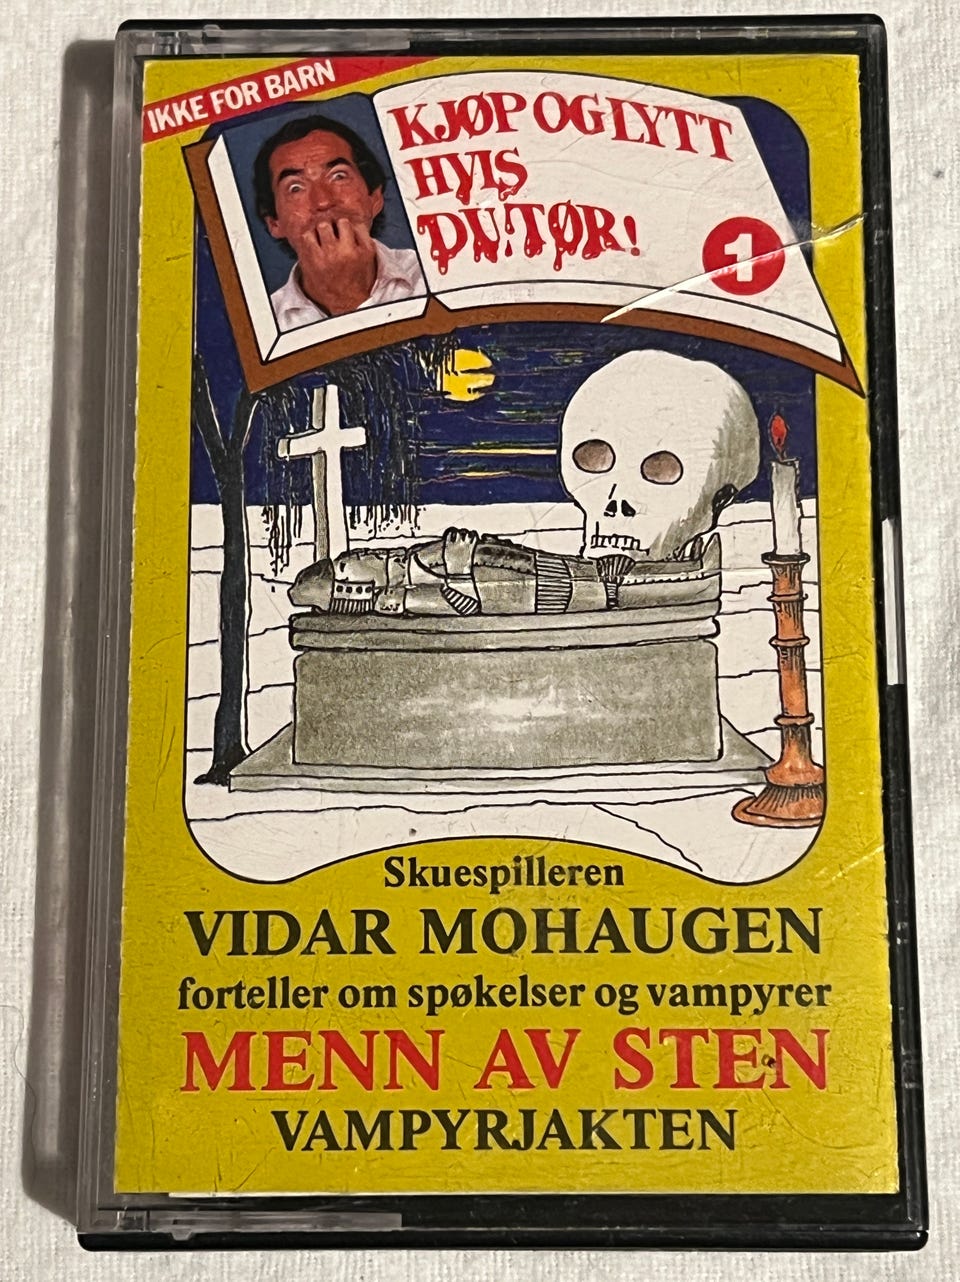 IKKE FOR BARN
KJØP OG LYTT
HVIS
DU TØR!
1
Skuespilleren
VIDAR MOHAUGEN
forteller om spøkelser og vampyrer
MENN AV STEN
VAMPYRJAKTEN